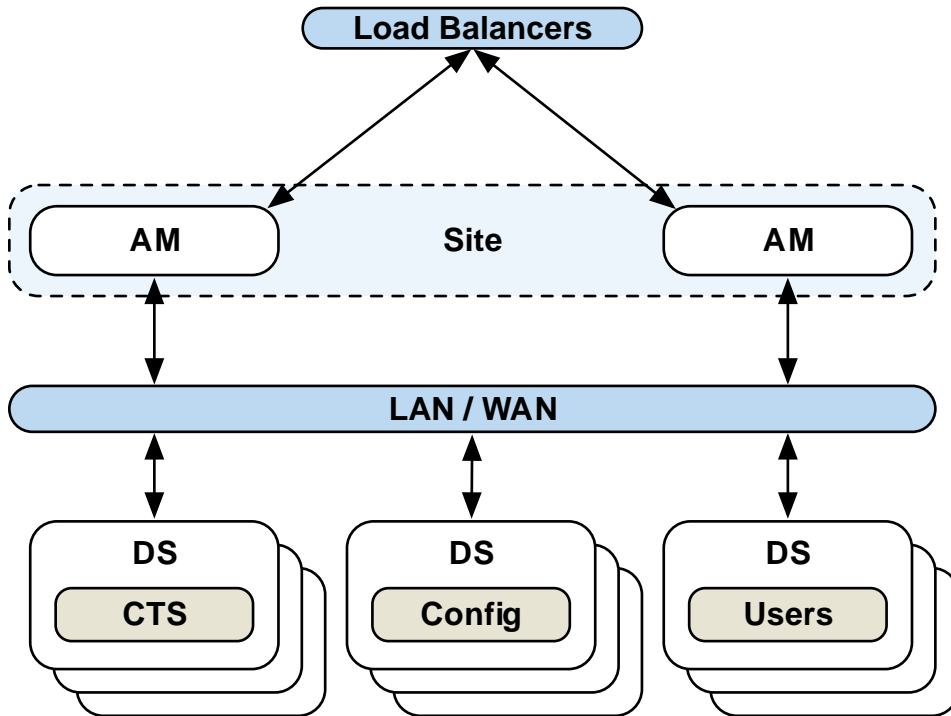 Load Balancers
AM
Site
AM
LAN / WAN
DS
DS
DS
CTS
Config
Users